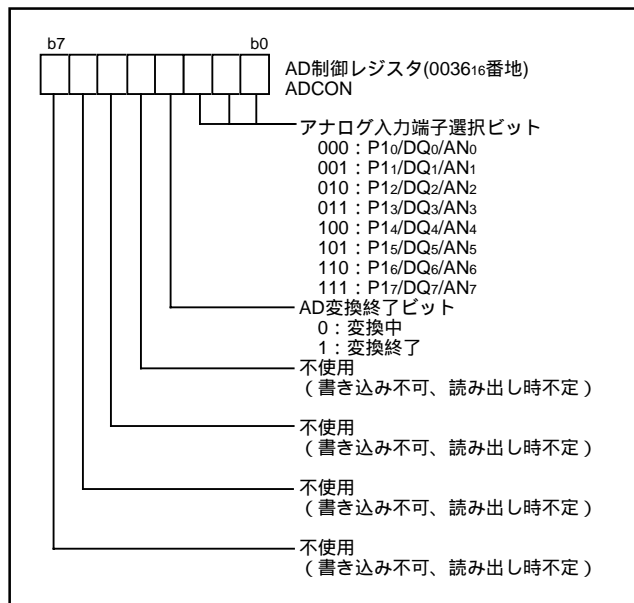 b7 b0
AD制御レジスタ(0036₁₆番地)
ADCON
アナログ入力端子選択ビット
000：P1₀/DQ₀/AN₀
001：P1₁/DQ₁/AN₁
010：P1₂/DQ₂/AN₂
011：P1₃/DQ₃/AN₃
100：P1₄/DQ₄/AN₄
101：P1₅/DQ₅/AN₅
110：P1₆/DQ₆/AN₆
111：P1₇/DQ₇/AN₇
AD変換終了ビット
0：変換中
1：変換終了
不使用
（書き込み不可、読み出し時不定）
不使用
（書き込み不可、読み出し時不定）
不使用
（書き込み不可、読み出し時不定）
不使用
（書き込み不可、読み出し時不定）